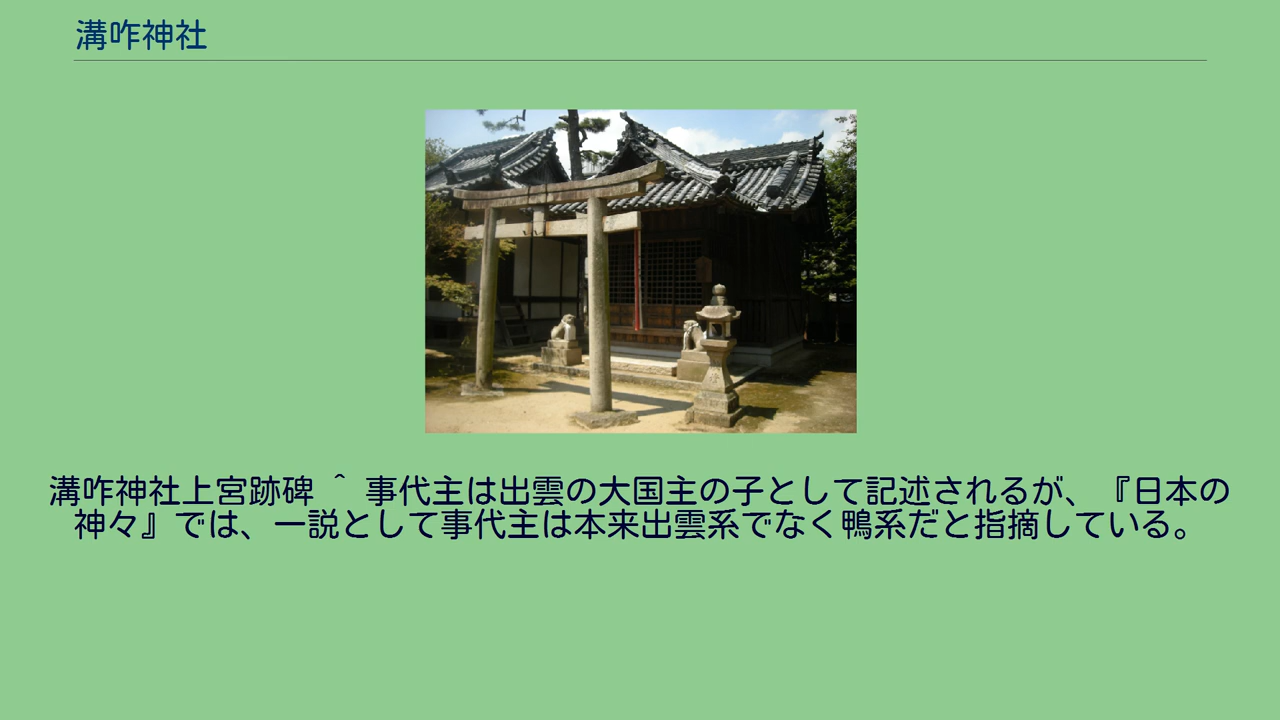 溝咋神社
溝咋神社上宮跡碑 ＾ 事代主は出雲の大国主の子として記述されるが、『日本の
神々』では、一説として事代主は本来出雲系でなく鴨系だと指摘している。